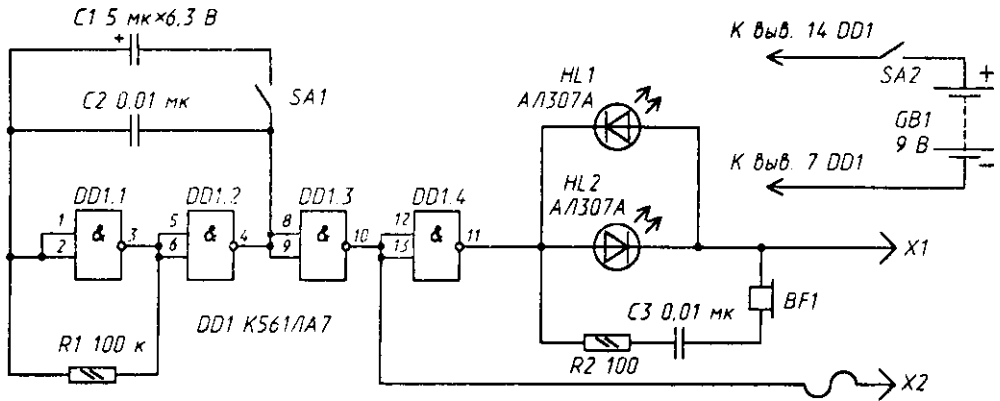 С1 5 мк×6,3 В
+
SA1
С2 0,01 мк
К выв. 14 DD1
SA2
+
GB1
9 В
−
К выв. 7 DD1
HL1
АЛ307А
HL2
АЛ307А
DD1.1
DD1.2
DD1.3
DD1.4
1
2
&
3
5
6
&
4
8
9
&
10
12
13
&
11
X1
BF1
С3 0,01 мк
R2 100
DD1 К561ЛА7
R1 100 к
X2